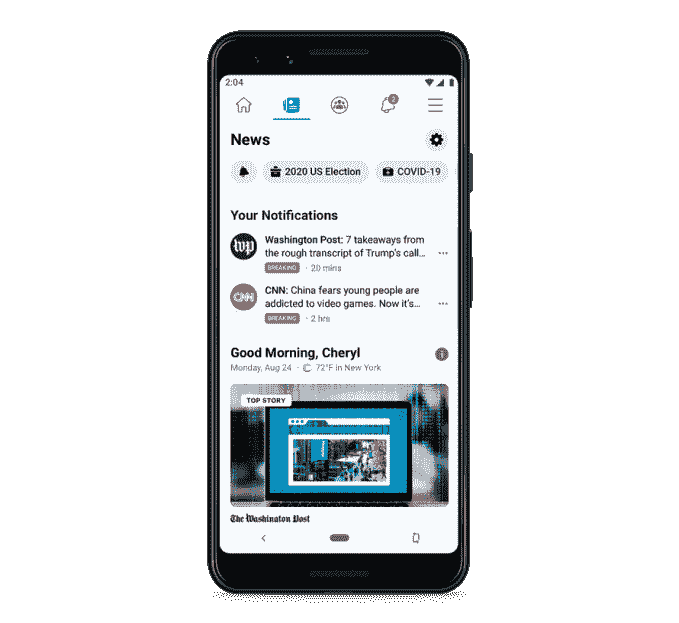 2:04
2
News
2020 US Election
COVID-19
Your Notifications
wp
Washington Post: 7 takeaways from
the rough transcript of Trump's call...
BREAKING · 20 mins
CNN
CNN: China fears young people are
addicted to video games. Now it's...
BREAKING · 2 hrs
Good Morning, Cheryl
Monday, Aug 24 · 72°F in New York
TOP STORY
The Washington Post